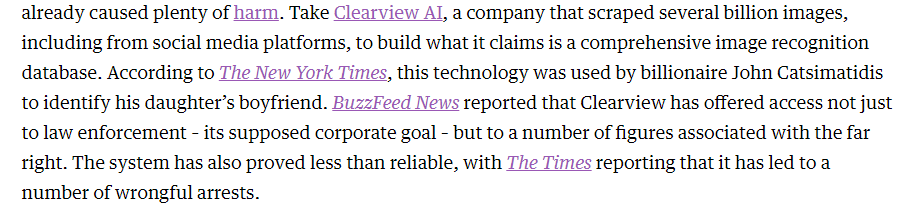 already caused plenty of harm. Take Clearview AI, a company that scraped several billion images,
including from social media platforms, to build what it claims is a comprehensive image recognition
database. According to The New York Times, this technology was used by billionaire John Catsimatidis
to identify his daughter’s boyfriend. BuzzFeed News reported that Clearview has offered access not just
to law enforcement – its supposed corporate goal – but to a number of figures associated with the far
right. The system has also proved less than reliable, with The Times reporting that it has led to a
number of wrongful arrests.